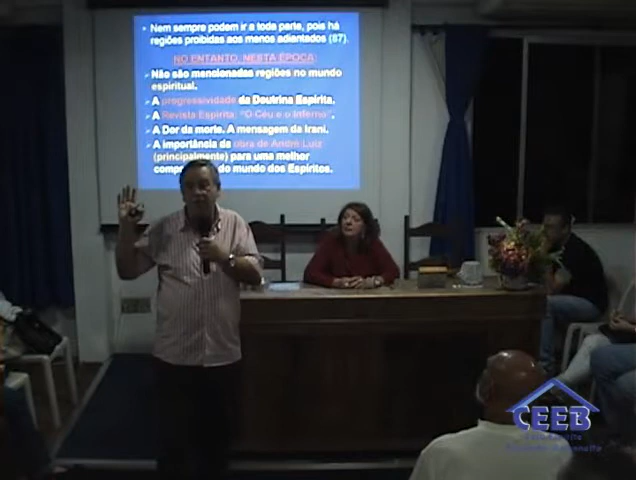 • Nem sempre podem ir a toda parte, pois há
regiões proibidas aos menos adiantados (87).
NO ENTANTO, NESTA ÉPOCA:
Não são mencionadas regiões no mundo
espiritual.
A progressividade da Doutrina Espírita.
A Revista Espírita; "O Céu e o Inferno".
A Dor da morte. A mensagem da Irani.
A importância da obra de André Luiz
(principalmente) para uma melhor
do mundo dos Espíritos.
CEEB